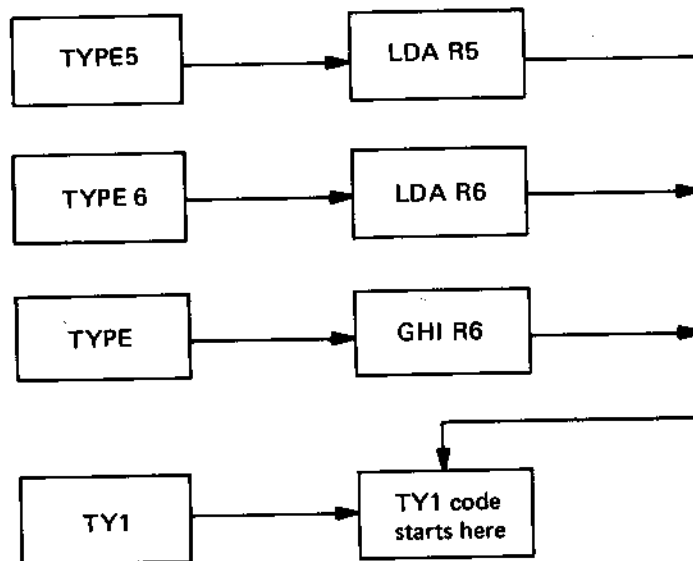 TYPE5
LDA R5
TYPE 6
LDA R6
TYPE
GHI R6
TY1
TY1 code
starts here